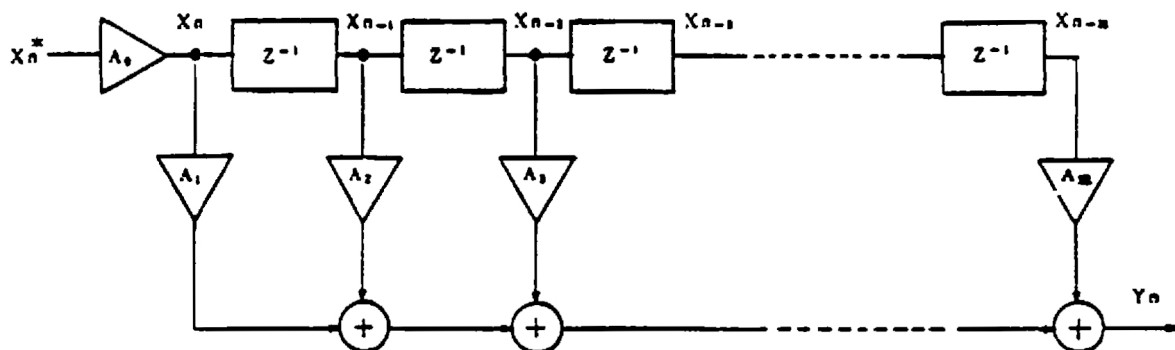 Xn Xn-1 Xn-2 Xn-3 Xn-m
Xn* A0 Z-1 Z-1 Z-1 Z-1
A1 A2 A3 Am
Yn
+ + + +